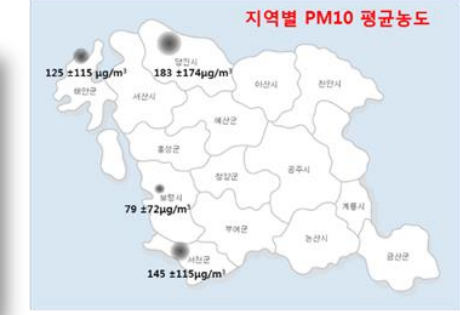 지역별 PM10 평균농도
125 ±115 μg/m³
183 ±174μg/m³
당진시
태안군
서산시
아산시
천안시
예산군
홍성군
청양군
공주시
보령시
79 ±72μg/m³
계룡시
부여군
논산시
서천군
금산군
145 ±115μg/m³